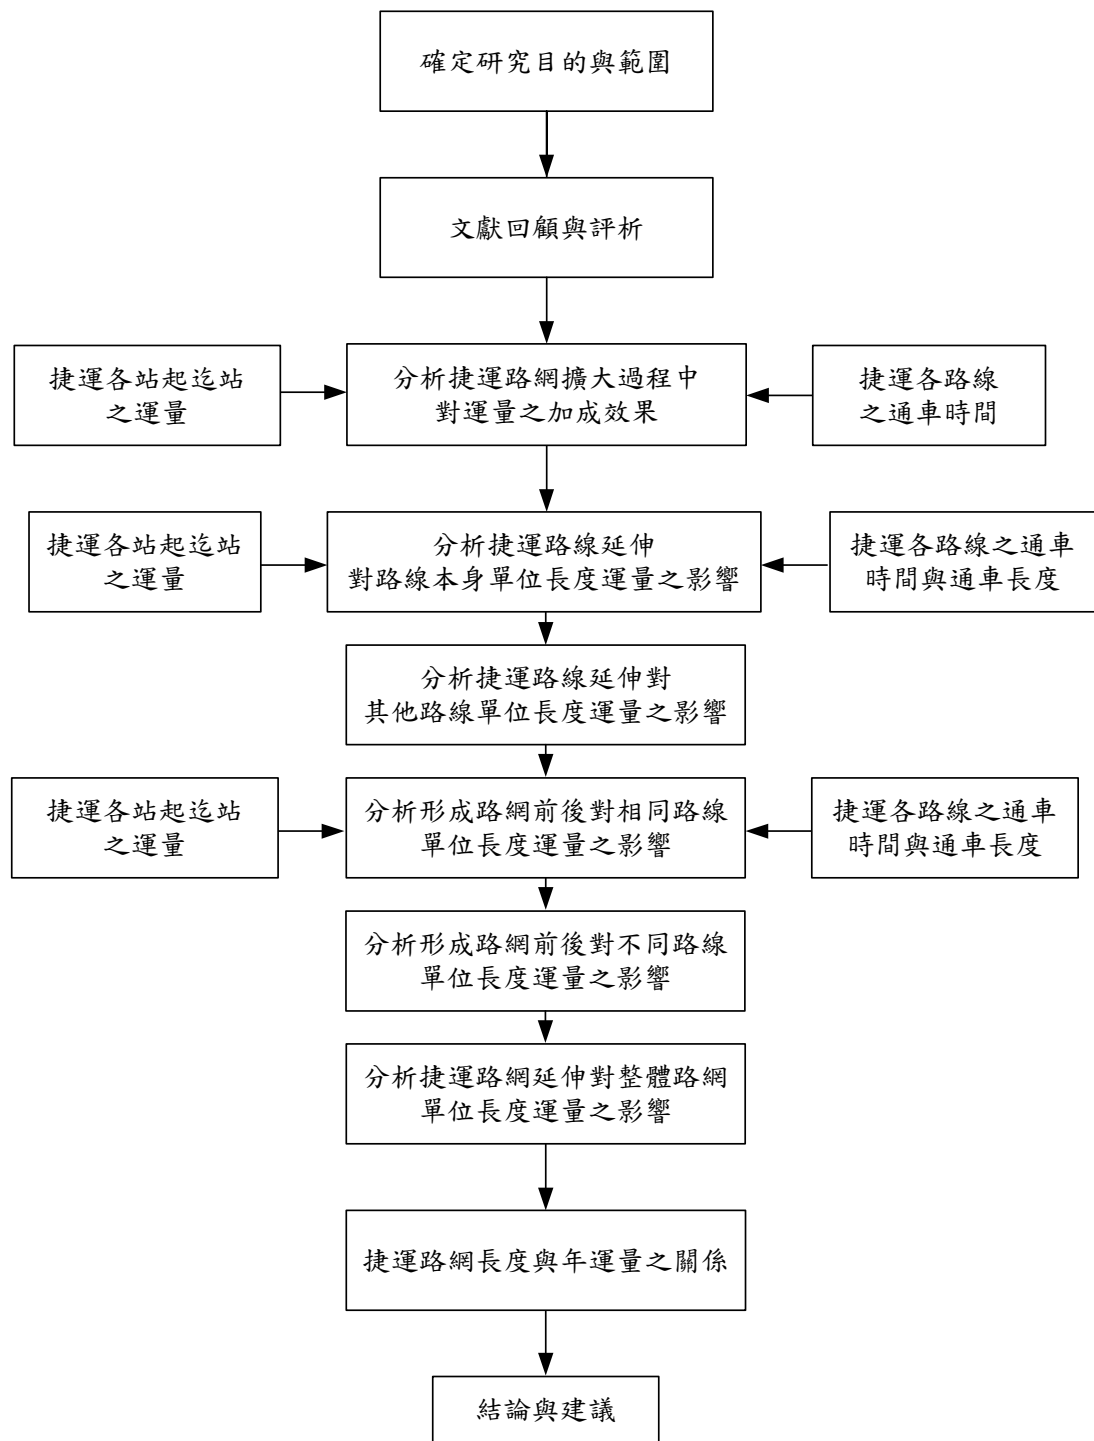 確定研究目的與範圍
文獻回顧與評析
捷運各站起迄站
之運量
分析捷運路網擴大過程中
對運量之加成效果
捷運各路線
之通車時間
捷運各站起迄站
之運量
分析捷運路線延伸
對路線本身單位長度運量之影響
捷運各路線之通車
時間與通車長度
分析捷運路線延伸對
其他路線單位長度運量之影響
捷運各站起迄站
之運量
分析形成路網前後對相同路線
單位長度運量之影響
捷運各路線之通車
時間與通車長度
分析形成路網前後對不同路線
單位長度運量之影響
分析捷運路網延伸對整體路網
單位長度運量之影響
捷運路網長度與年運量之關係
結論與建議